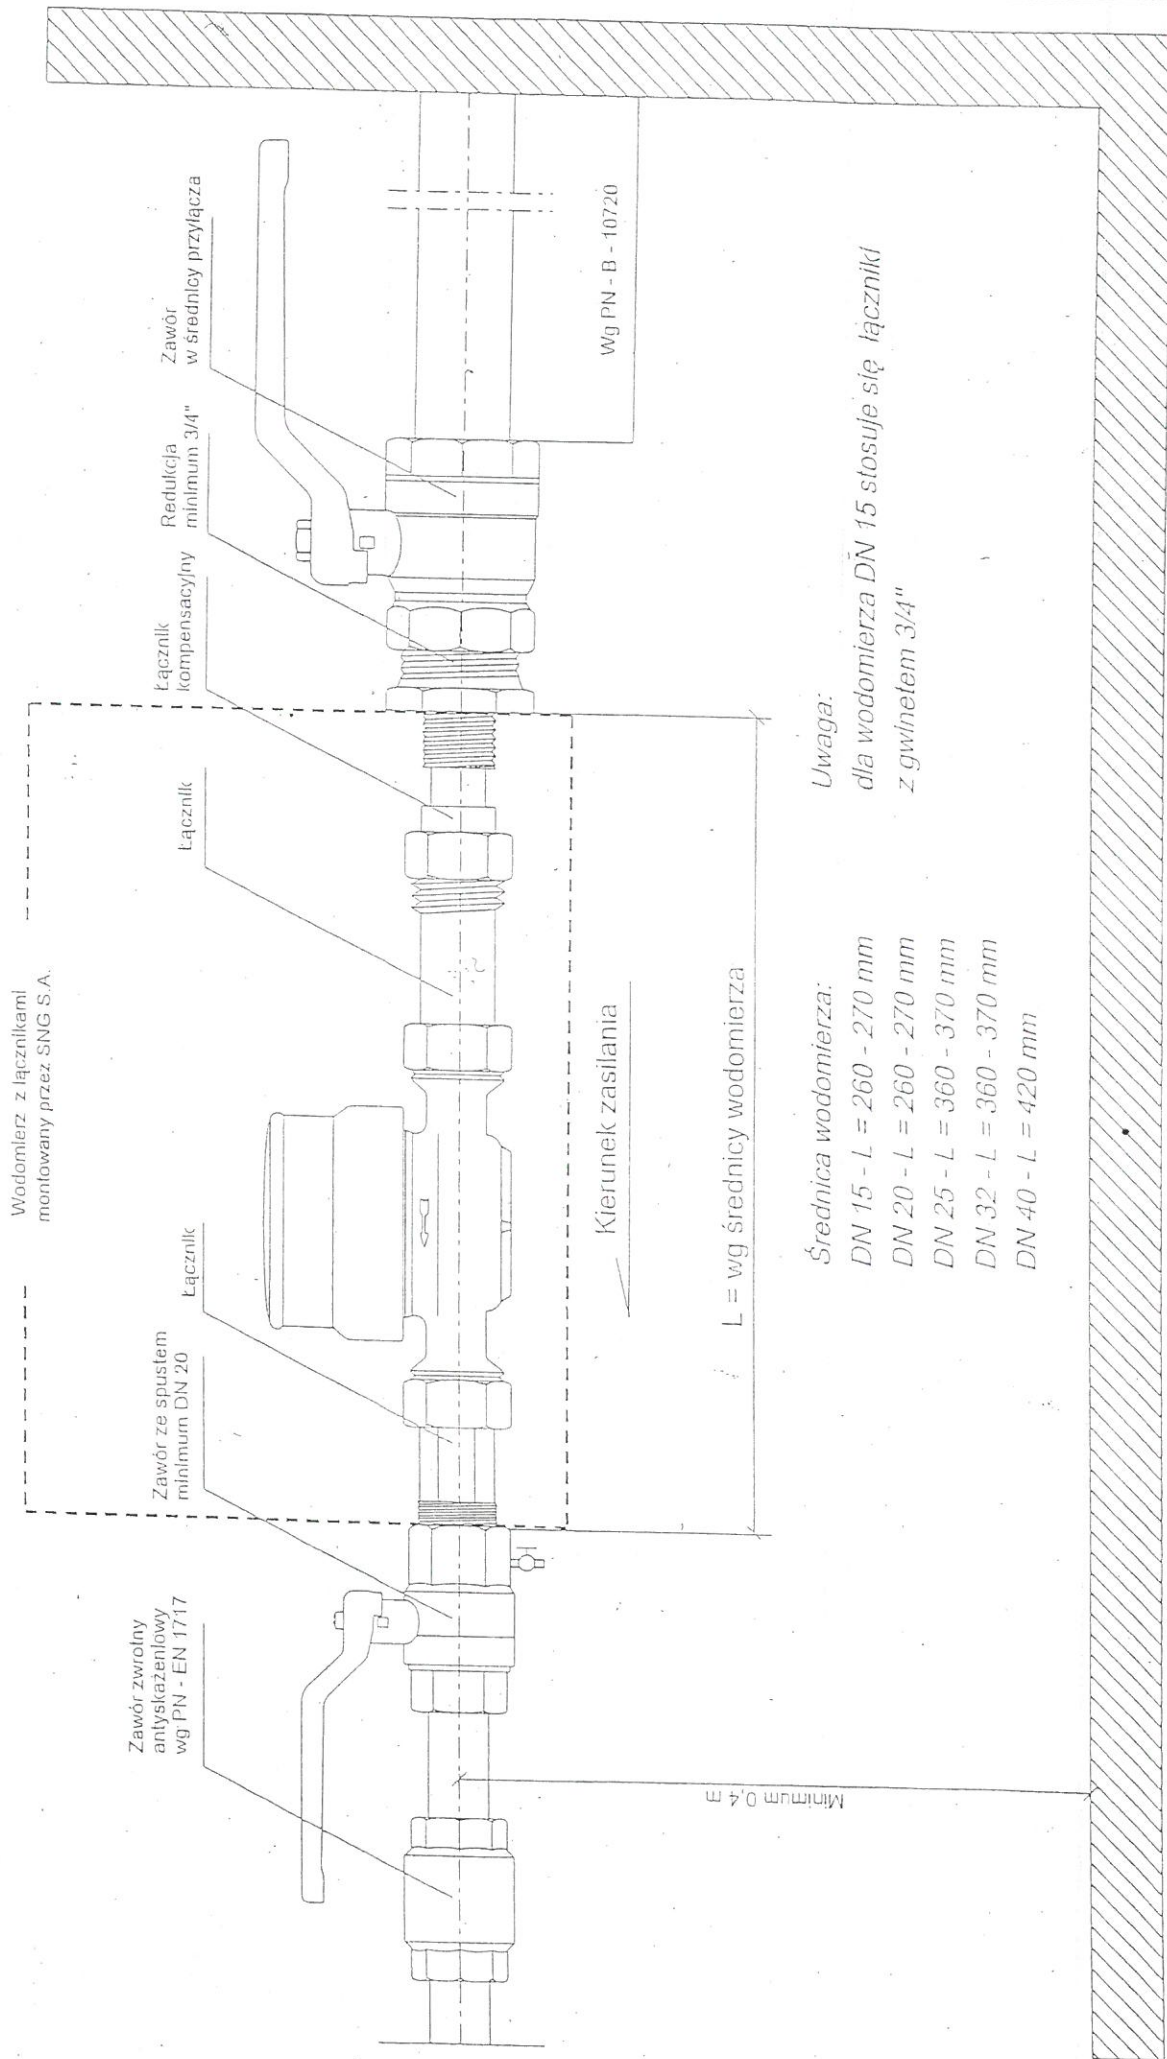 Wodomierz z łącznikami
montowany przez SNG S.A.
Zawór zwrotny
antyskażeniowy
wg PN - EN 1717
Zawór ze spustem
minimum DN 20
Łącznik
Łącznik
Łącznik
kompensacyjny
Redukcja
minimum 3/4"
Zawór
w średnicy przyłącza
Wg PN - B - 10720
Kierunek zasilania
L = wg średnicy wodomierza
Minimum 0,4 m
Średnica wodomierza:
DN 15 - L = 260 - 270 mm
DN 20 - L = 260 - 270 mm
DN 25 - L = 360 - 370 mm
DN 32 - L = 360 - 370 mm
DN 40 - L = 420 mm
Uwaga:
dla wodomierza DN 15 stosuje się łączniki
z gwintem 3/4"